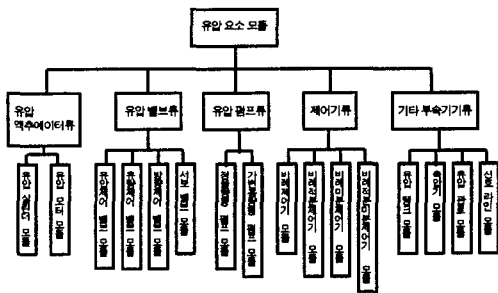 유압 요소 모듈
유압
액추에이터류
유압 밸브류
유압 펌프류
제어기류
기타 부속기기류
유압 실린더 모듈
유압 모터 모듈
유압제어 밸브 모듈
유량제어 밸브 모듈
방향제어 밸브 모듈
서보 밸브 모듈
정용량형 펌프 모듈
가변용량형 펌프 모듈
비례제어기 모듈
비례적분제어기 모듈
비례미분제어기 모듈
비례적분미분제어기 모듈
유압 탱크 모듈
축압기 모듈
유압 관로 모듈
신호 라인 모듈